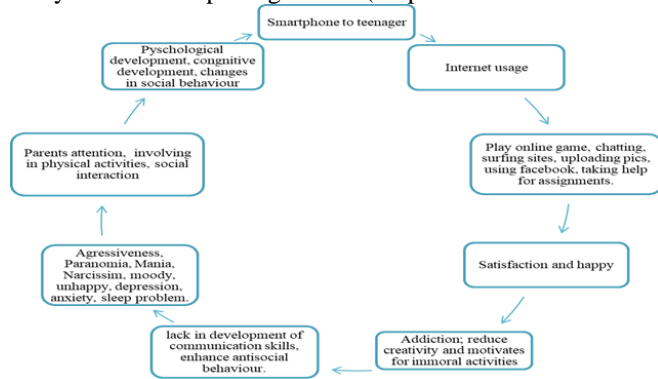 Smartphone to teenager
Internet usage
Play online game, chatting,
surfing sites, uploading pics,
using facebook, taking help
for assignments.
Satisfaction and happy
Addiction; reduce
creativity and motivates
for immoral activities
lack in development of
communication skills,
enhance antisocial
behaviour.
Agressiveness,
Paranomia, Mania,
Narcissim, moody,
unhappy, depression,
anxiety, sleep problem.
Parents attention, involving
in physical activities, social
interaction
Pyschological
development, congnitive
development, changes
in social behaviour